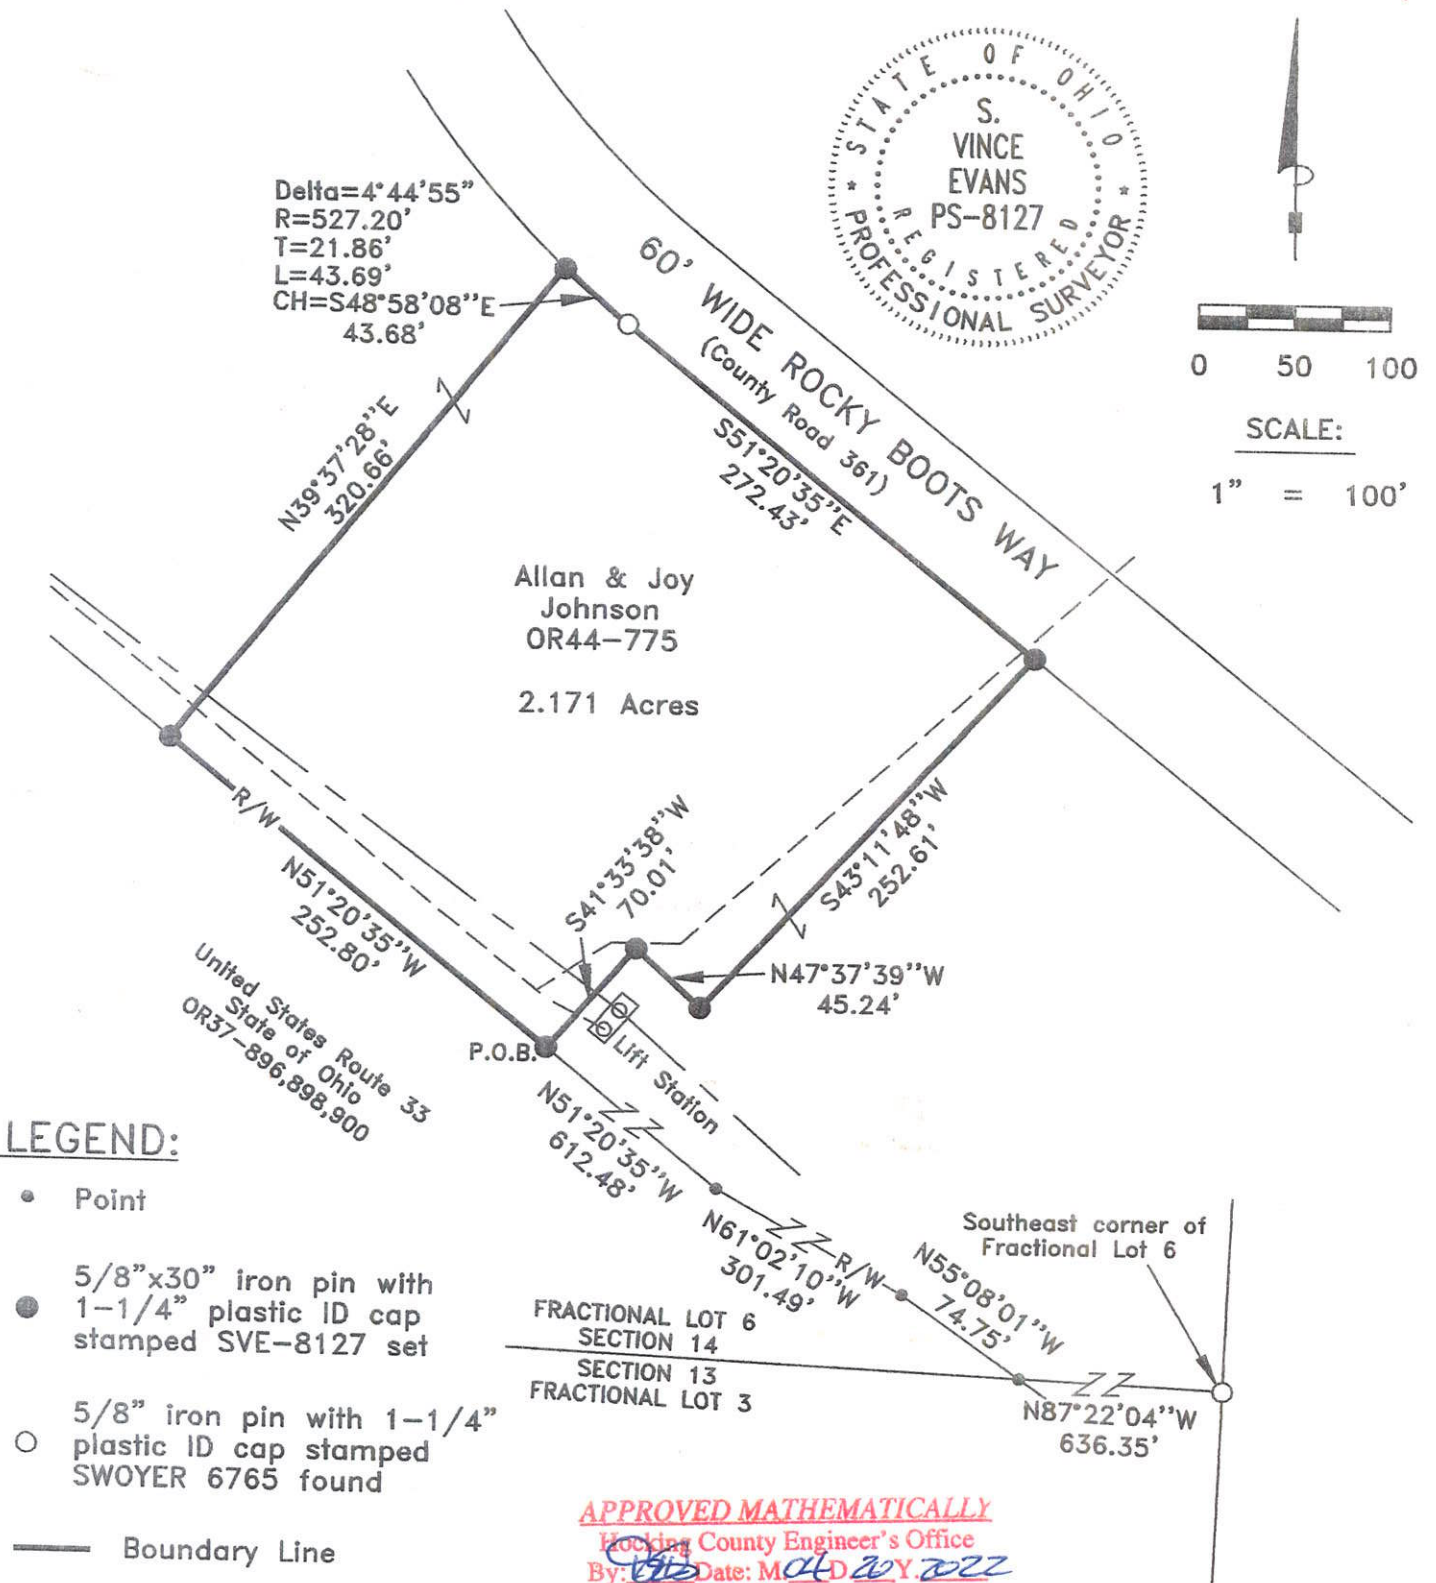 STATE OF OHIO
S.
VINCE
EVANS
PS-8127
REGISTERED
* PROFESSIONAL SURVEYOR *
Delta=4°44'55"
R=527.20'
T=21.86'
L=43.69'
CH=S48°58'08"E
43.68'
60' WIDE ROCKY BOOTS WAY
(County Road 361)
S51°20'35"E
272.43'
0 50 100
SCALE:
1" = 100'
N39°37'28"E
320.66'
Allan & Joy
Johnson
OR44-775
2.171 Acres
R/W
N51°20'35"W
252.80'
S41°33'38"W
70.01'
S43°11'48"W
252.61'
N47°37'39"W
45.24'
United States Route 33
State of Ohio
OR37-896,898,900
P.O.B.
Lift Station
N51°20'35"W
612.48'
N61°02'10"W
301.49'
R/W
N55°08'01"W
74.75'
Southeast corner of
Fractional Lot 6
FRACTIONAL LOT 6
SECTION 14
SECTION 13
FRACTIONAL LOT 3
N87°22'04"W
636.35'
LEGEND:
Point
5/8"x30" iron pin with
1-1/4" plastic ID cap
stamped SVE-8127 set
5/8" iron pin with 1-1/4"
plastic ID cap stamped
SWOYER 6765 found
Boundary Line
APPROVED MATHEMATICALLY
Hocking County Engineer's Office
By: Date: M.04 D 20 Y.2022